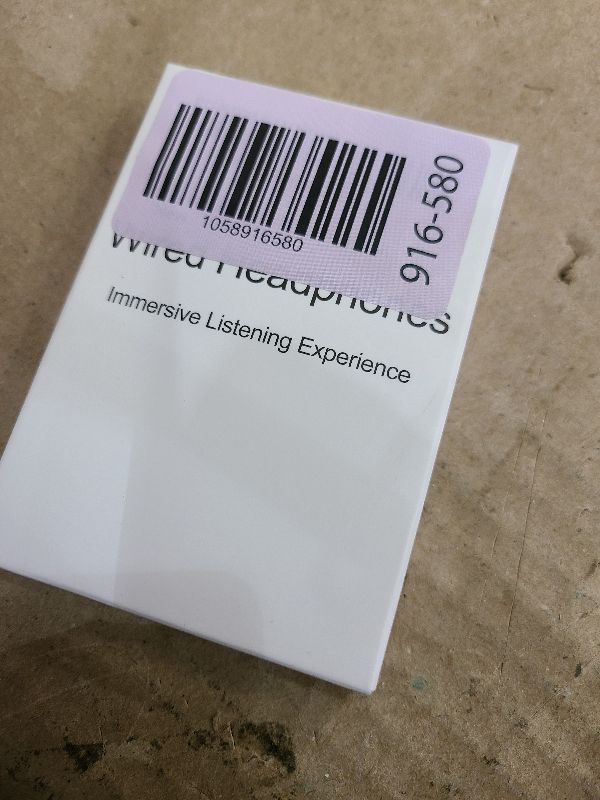 1058916580
916-580
Wired Headphones
Immersive Listening Experience